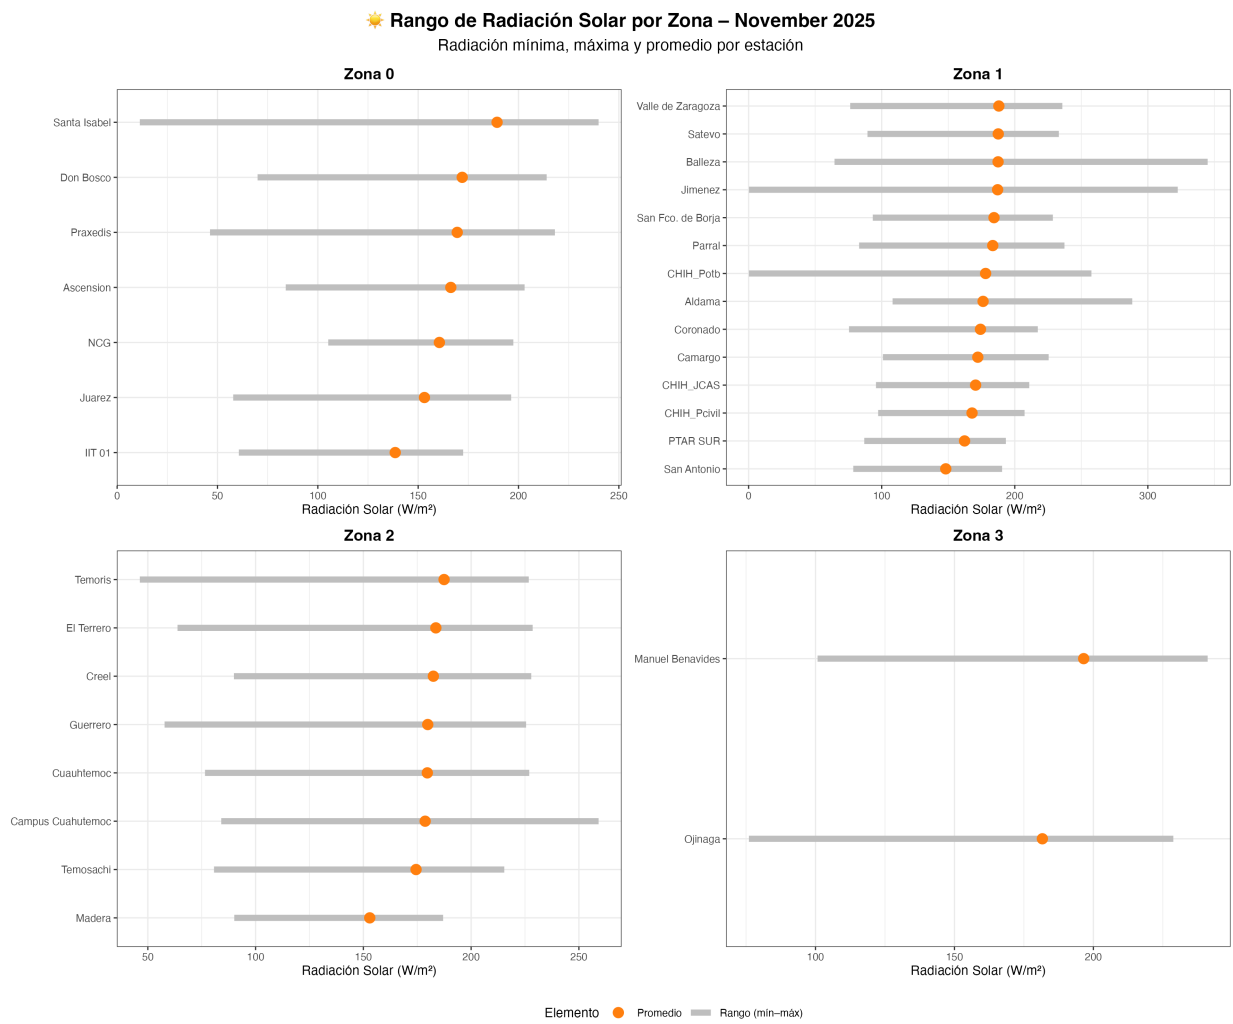 ☀️ Rango de Radiación Solar por Zona – November 2025
Radiación mínima, máxima y promedio por estación
Zona 0
Santa Isabel
Don Bosco
Praxedis
Ascension
NCG
Juarez
IIT 01
0 50 100 150 200 250
Radiación Solar (W/m²)
Zona 1
Valle de Zaragoza
Satevo
Balleza
Jimenez
San Fco. de Borja
Parral
CHIH_Potb
Aldama
Coronado
Camargo
CHIH_JCAS
CHIH_Pcivil
PTAR SUR
San Antonio
0 100 200 300
Radiación Solar (W/m²)
Zona 2
Temoris
El Terrero
Creel
Guerrero
Cuauhtemoc
Campus Cuahutemoc
Temosachi
Madera
50 100 150 200 250
Radiación Solar (W/m²)
Zona 3
Manuel Benavides
Ojinaga
100 150 200
Radiación Solar (W/m²)
Elemento Promedio Rango (mín–máx)